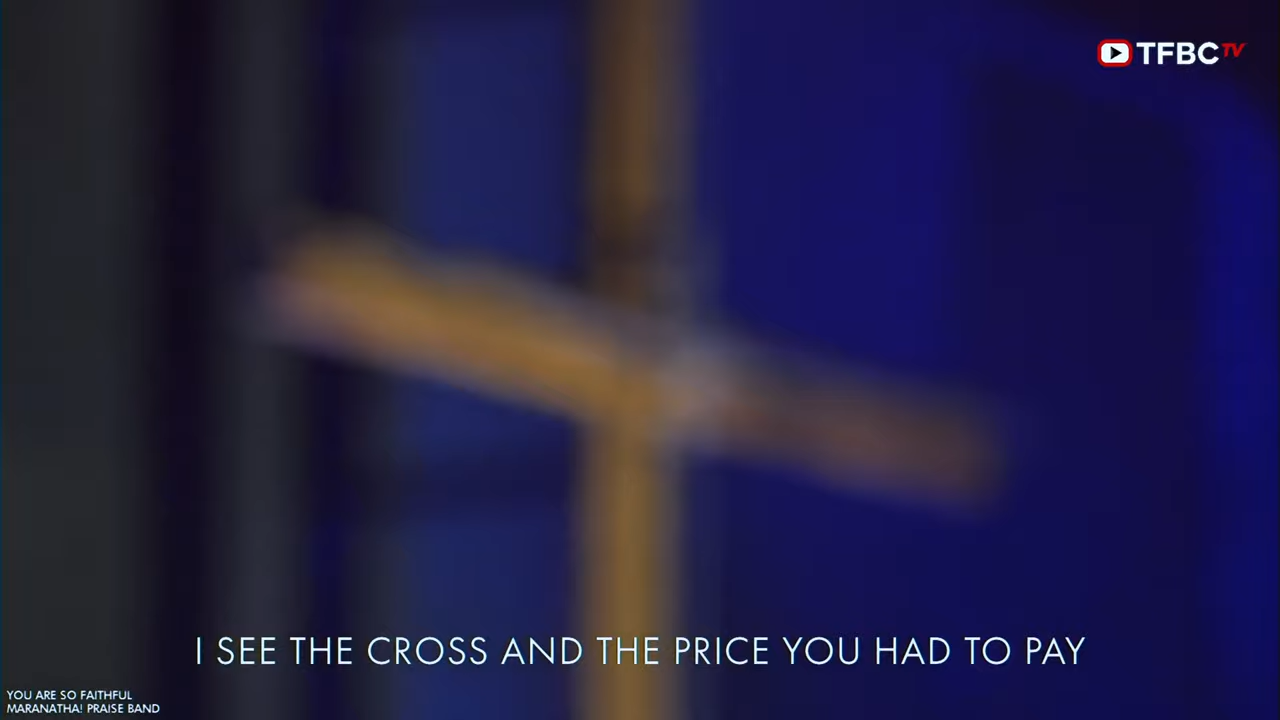 TFBC TV
I SEE THE CROSS AND THE PRICE YOU HAD TO PAY
YOU ARE SO FAITHFUL
MARANATHA! PRAISE BAND